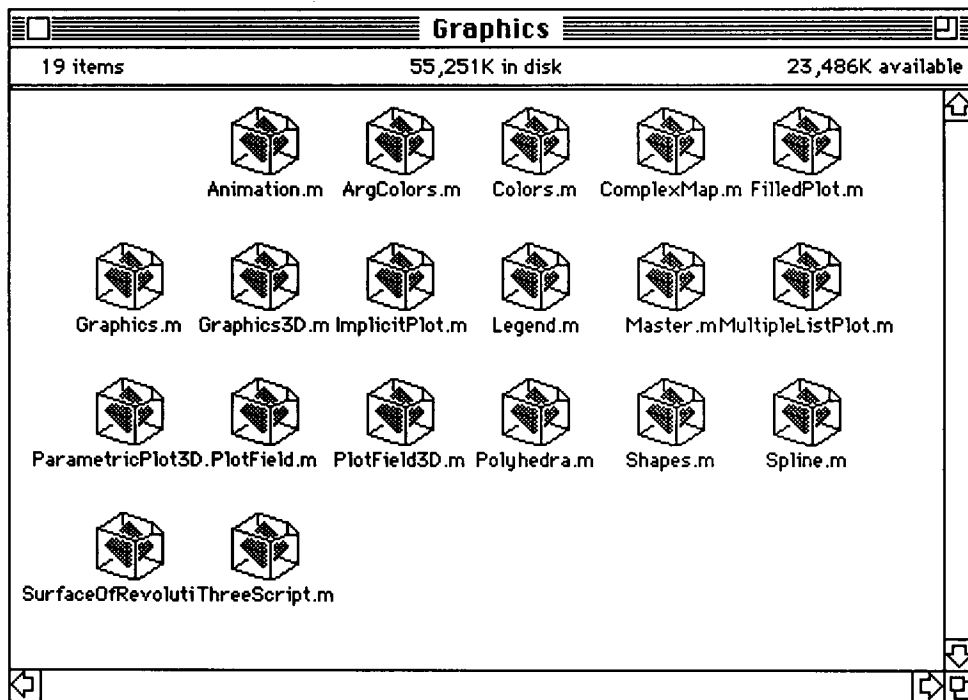 Graphics
19 items 55,251K in disk 23,486K available
Animation.m ArgColors.m Colors.m ComplexMap.m FilledPlot.m
Graphics.m Graphics3D.m ImplicitPlot.m Legend.m Master.m MultipleListPlot.m
ParametricPlot3D. PlotField.m PlotField3D.m Polyhedra.m Shapes.m Spline.m
SurfaceOfRevoluti ThreeScript.m